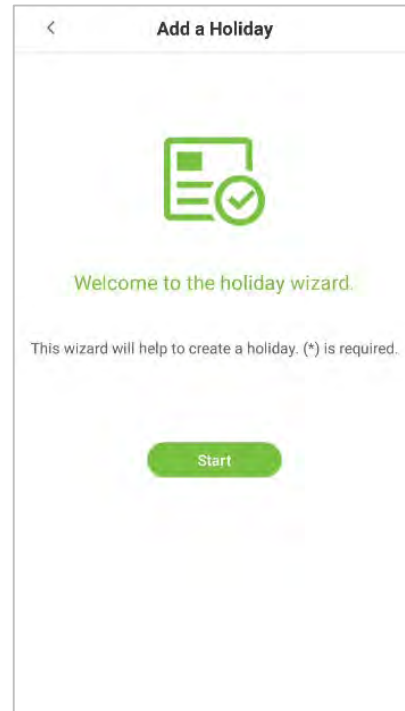 Add a Holiday
Welcome to the holiday wizard.
This wizard will help to create a holiday. (*) is required.
Start